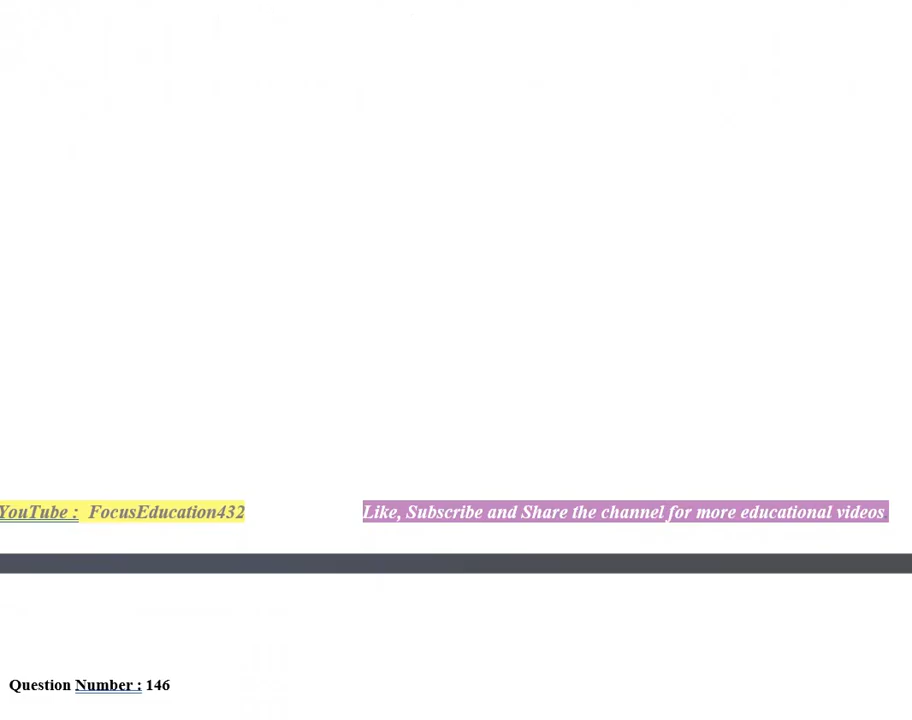 YouTube : FocusEducation432
Like, Subscribe and Share the channel for more educational videos
Question Number : 146